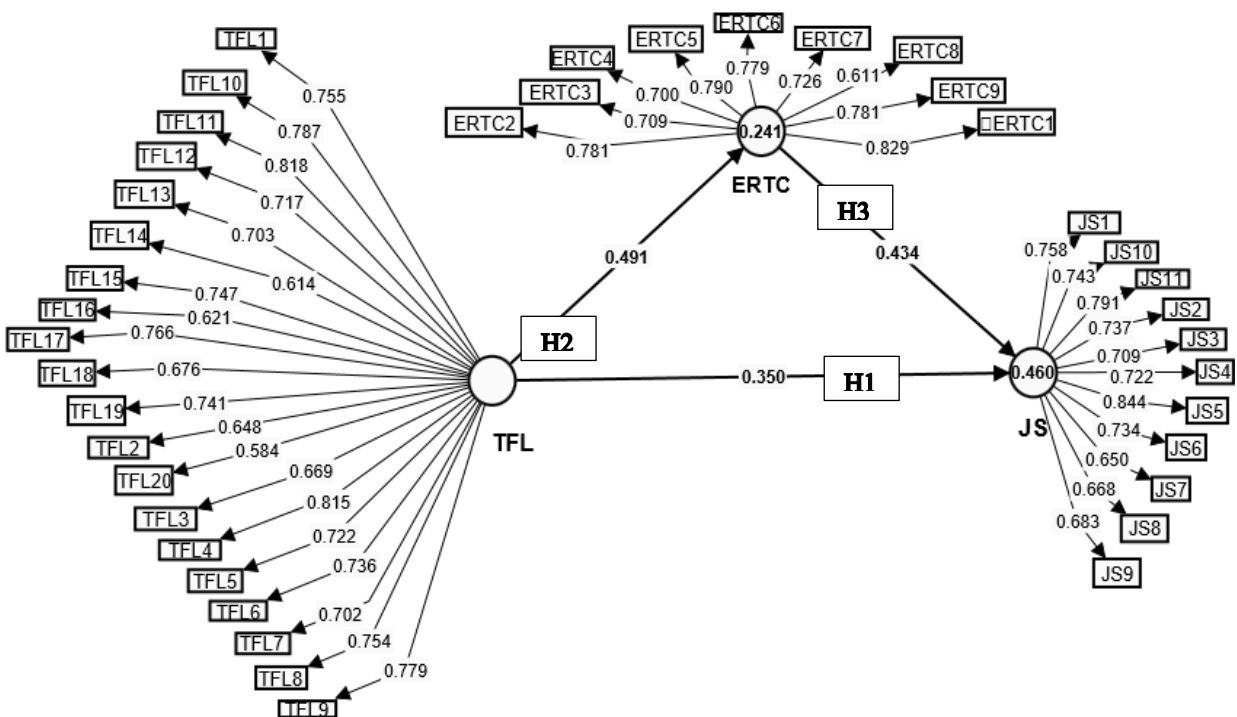 TFL1
0.755
TFL10
0.787
TFL11
0.818
TFL12
0.717
TFL13
0.703
TFL14
0.614
TFL15
0.747
TFL16
0.621
TFL17
0.766
TFL18
0.676
TFL19
0.741
TFL2
0.648
TFL20
0.584
TFL3
0.669
TFL4
0.815
TFL5
0.722
TFL6
0.736
TFL7
0.702
TFL8
0.754
TFL9
0.779
TFL
H2
0.491
ERTC2
0.781
ERTC3
0.709
ERTC4
0.700
ERTC5
0.790
ERTC6
0.779
ERTC7
0.726
ERTC8
0.611
ERTC9
0.781
□ERTC1
0.829
0.241
ERTC
H3
0.434
0.350
H1
0.460
JS
JS1
0.758
JS10
0.743
JS11
0.791
JS2
0.737
JS3
0.709
JS4
0.722
JS5
0.844
JS6
0.734
JS7
0.650
JS8
0.668
JS9
0.683